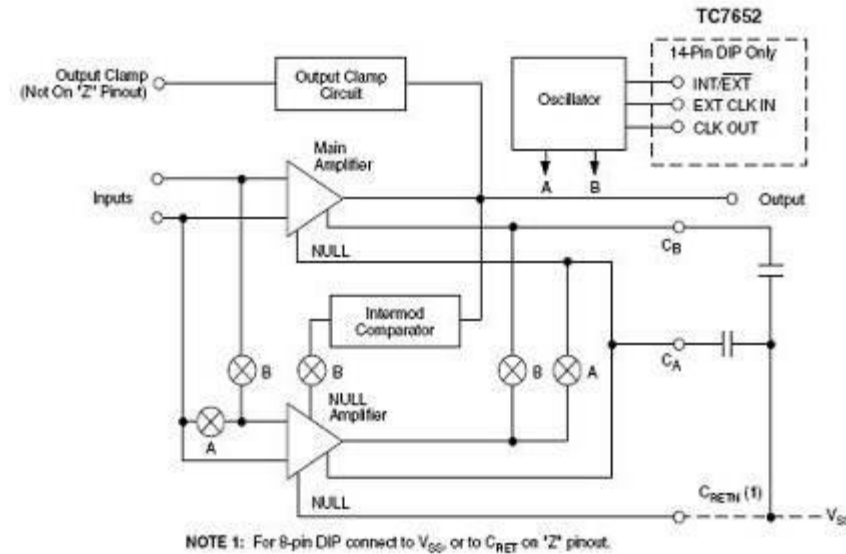 TC7652
14-Pin DIP Only
Output Clamp
(Not On "Z" Pinout)
Output Clamp
Circuit
Oscillator
INT/EXT
EXT CLK IN
CLK OUT
A
B
Main
Amplifier
Inputs
Output
NULL
CB
Intermod
Comparator
CA
B
B
B
A
A
NULL
Amplifier
NULL
CRETN (1)
VSS
NOTE 1: For 8-pin DIP connect to VSS, or to CRET on "Z" pinout.